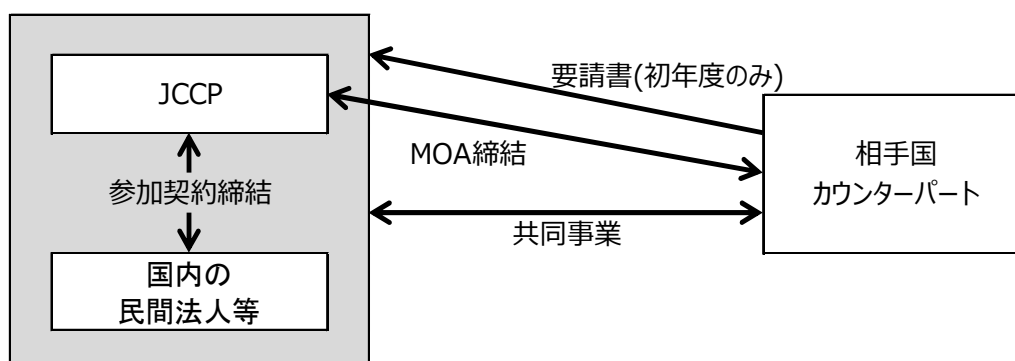 JCCP
要請書(初年度のみ)
MOA締結
相手国
カウンターパート
参加契約締結
共同事業
国内の
民間法人等